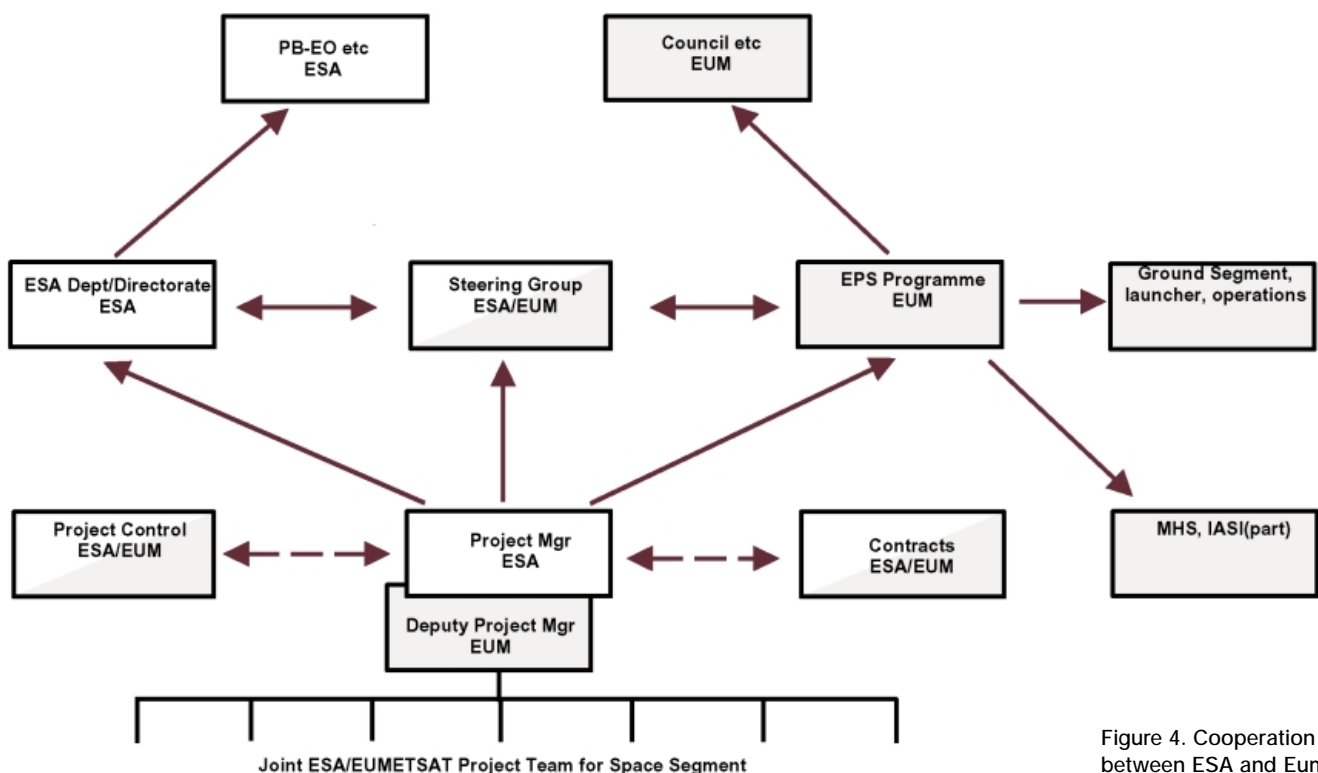 PB-EO etc
ESA
Council etc
EUM
ESA Dept/Directorate
ESA
Steering Group
ESA/EUM
EPS Programme
EUM
Ground Segment,
launcher, operations
Project Control
ESA/EUM
Project Mgr
ESA
Contracts
ESA/EUM
MHS, IASI(part)
Deputy Project Mgr
EUM
Joint ESA/EUMETSAT Project Team for Space Segment
Figure 4. Cooperation
between ESA and Eum